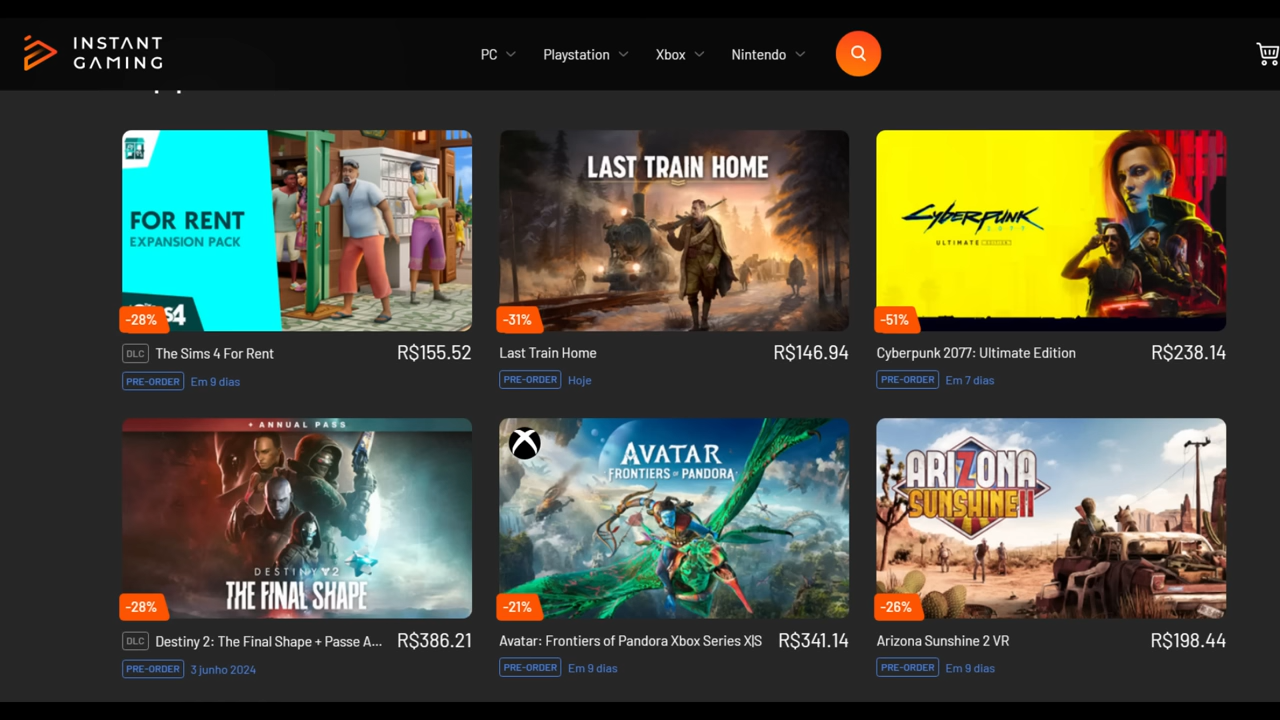 INSTANT
GAMING
PC
Playstation
Xbox
Nintendo
FOR RENT
EXPANSION PACK
-28%
DLC The Sims 4 For Rent R$155.52
PRE-ORDER Em 9 dias
LAST TRAIN HOME
-31%
Last Train Home R$146.94
PRE-ORDER Hoje
CYBERPUNK
2077
ULTIMATE EDITION
-51%
Cyberpunk 2077: Ultimate Edition R$238.14
PRE-ORDER Em 7 dias
+ ANNUAL PASS
DESTINY 2
THE FINAL SHAPE
-28%
DLC Destiny 2: The Final Shape + Passe A... R$386.21
PRE-ORDER 3 junho 2024
AVATAR
FRONTIERS OF PANDORA
-21%
Avatar: Frontiers of Pandora Xbox Series X|S R$341.14
PRE-ORDER Em 9 dias
ARIZONA
SUNSHINE II
-26%
Arizona Sunshine 2 VR R$198.44
PRE-ORDER Em 9 dias